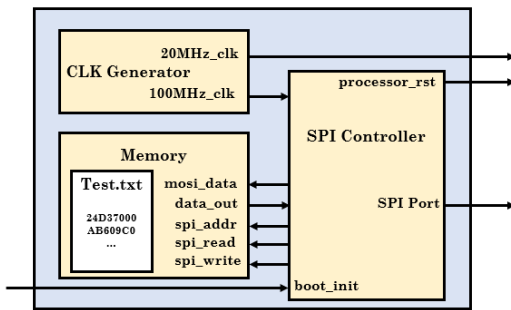 20MHz_clk
CLK Generator
100MHz_clk
processor_rst
SPI Controller
SPI Port
boot_init
Memory
Test.txt
24D37000
AB609C0
...
mosi_data
data_out
spi_addr
spi_read
spi_write